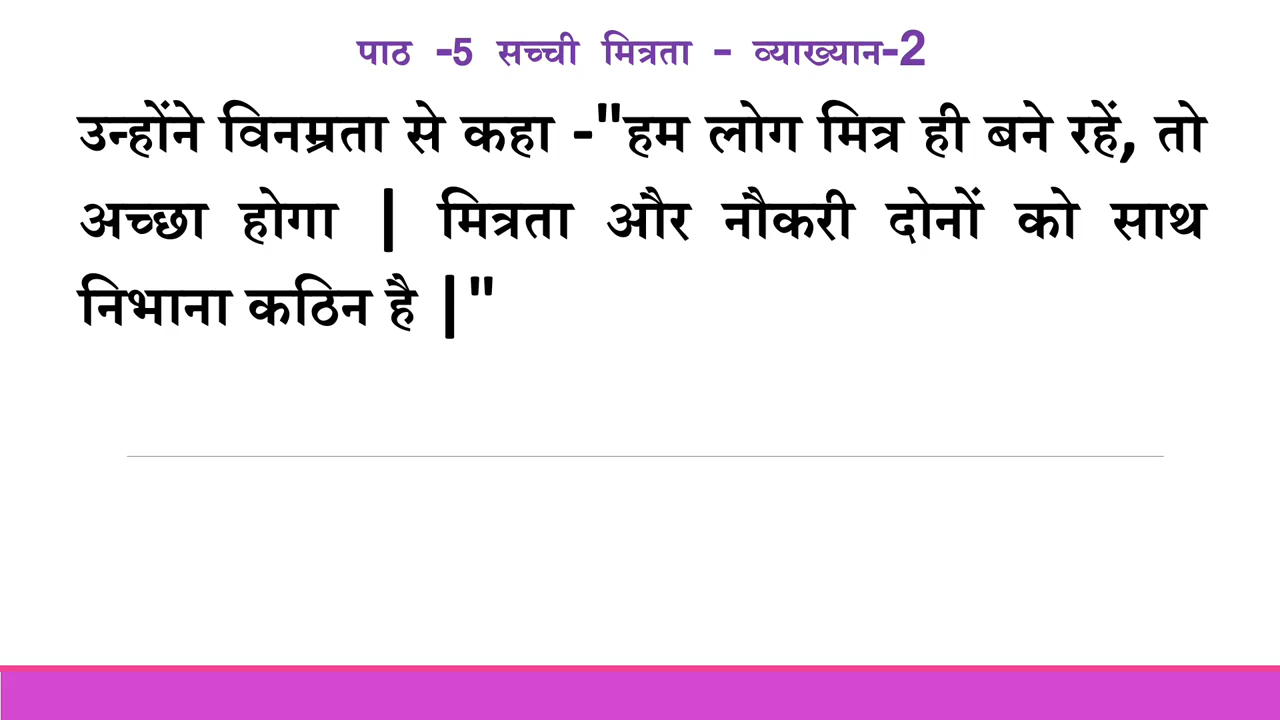 पाठ -5 सच्ची मित्रता - व्याख्यान-2
उन्होंने विनम्रता से कहा -"हम लोग मित्र ही बने रहें, तो
अच्छा होगा | मित्रता और नौकरी दोनों को साथ
निभाना कठिन है |"